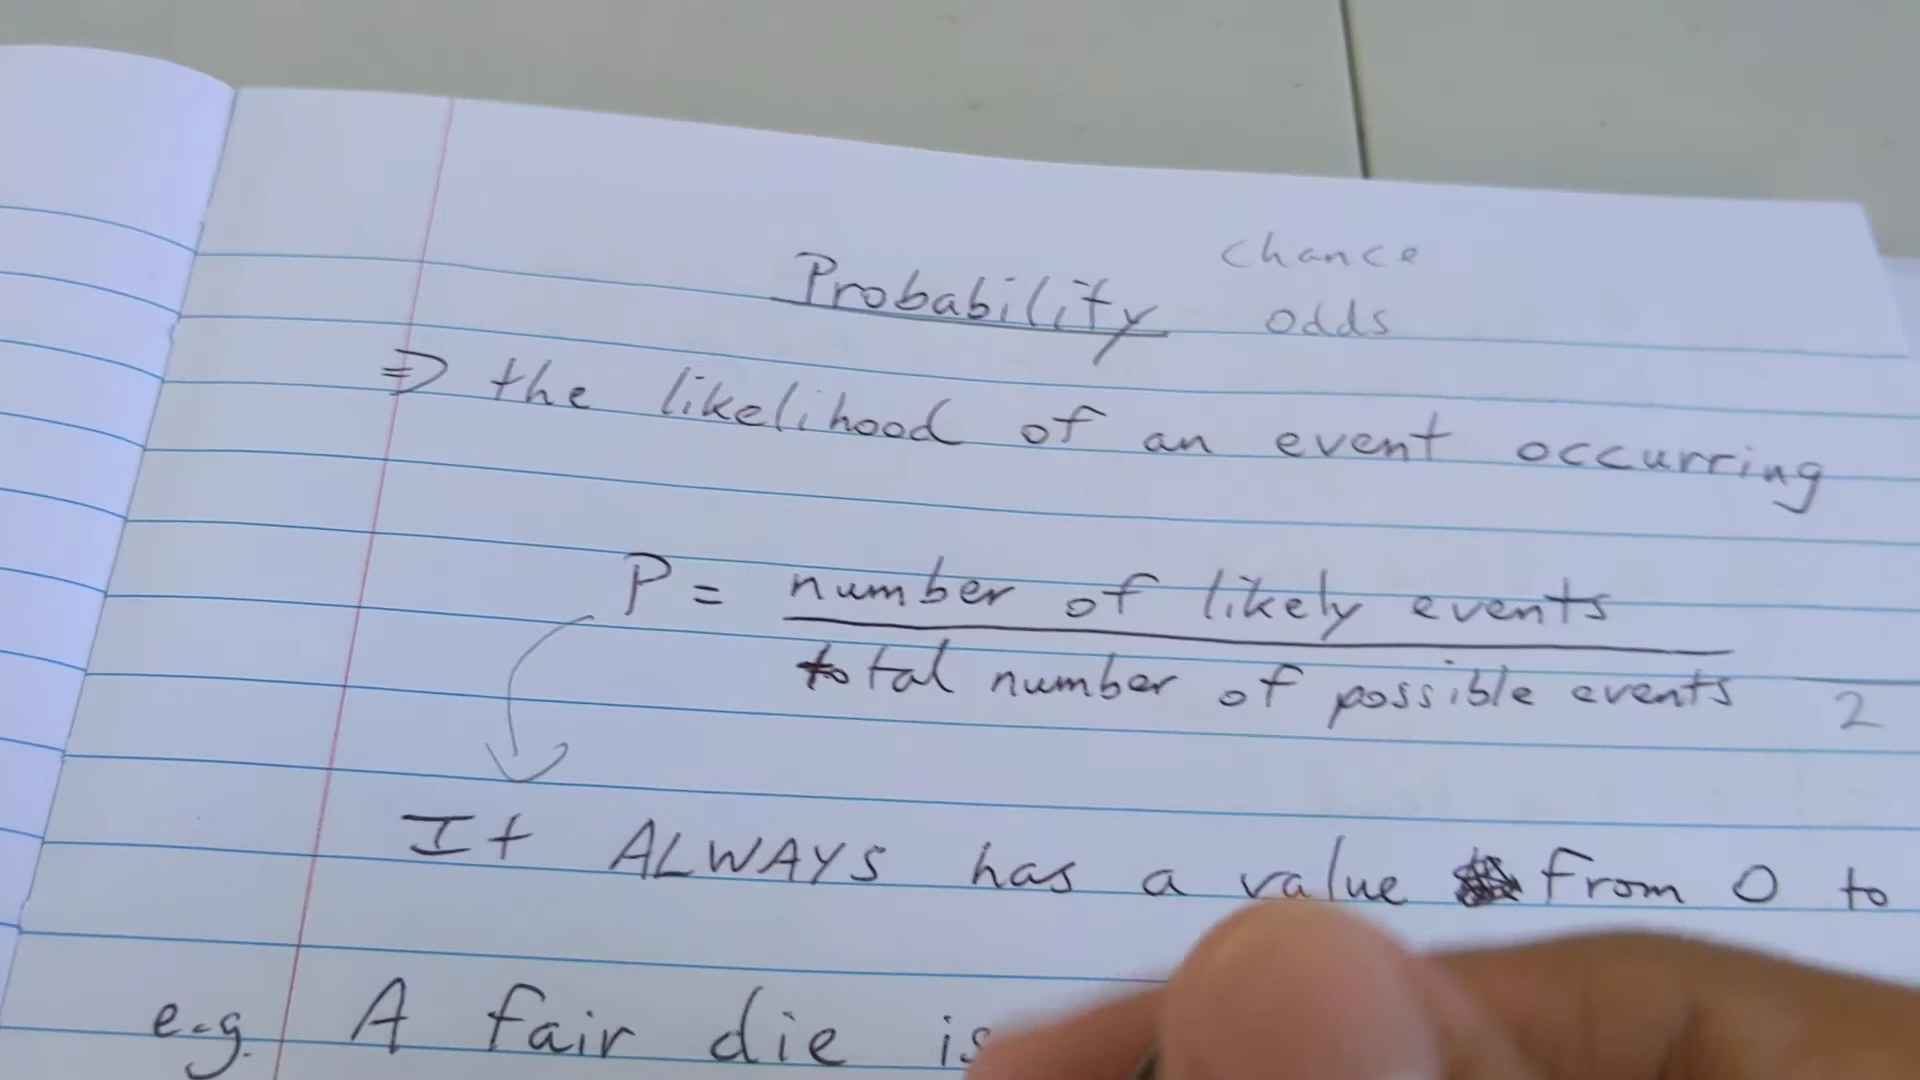 chance
Probability odds
⇒ the likelihood of an event occurring
P = number of likely events
total number of possible events 2
It ALWAYS has a value from 0 to
e.g. A fair die is